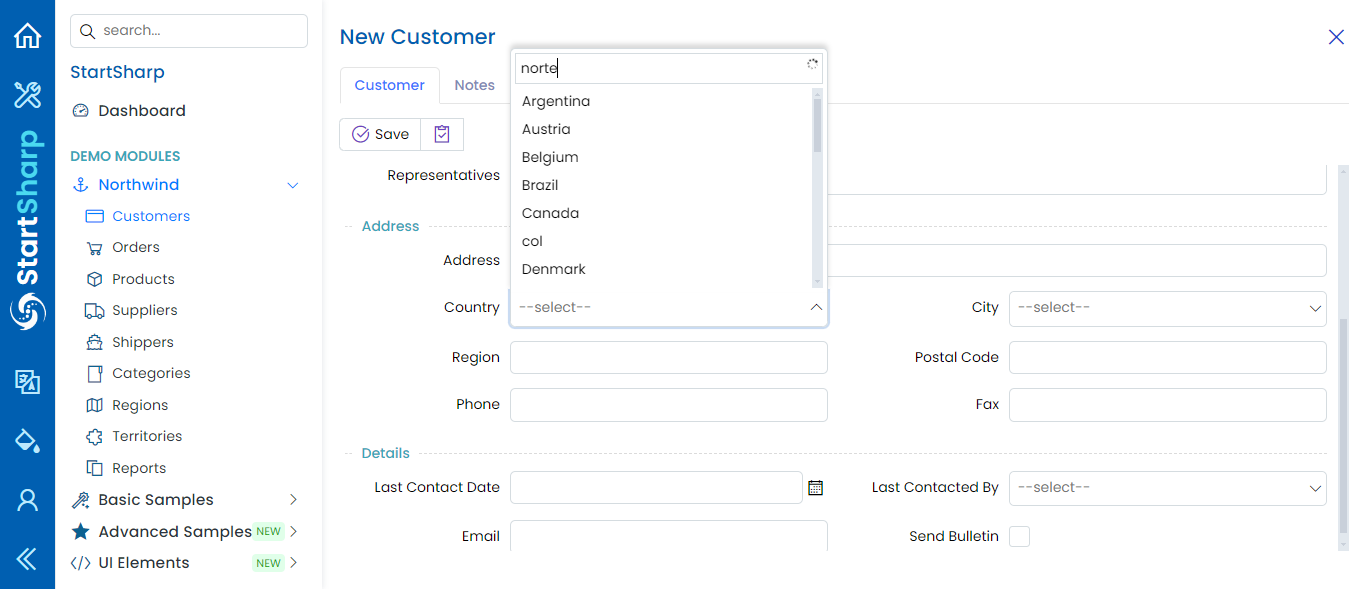 StartSharp
search...
StartSharp
Dashboard
DEMO MODULES
Northwind
Customers
Orders
Products
Suppliers
Shippers
Categories
Regions
Territories
Reports
Basic Samples
Advanced Samples NEW
UI Elements NEW
New Customer
Customer Notes
Save
Representatives
Address
Address
norte
Argentina
Austria
Belgium
Brazil
Canada
col
Denmark
Country --select-- City --select--
Region Postal Code
Phone Fax
Details
Last Contact Date Last Contacted By --select--
Email Send Bulletin